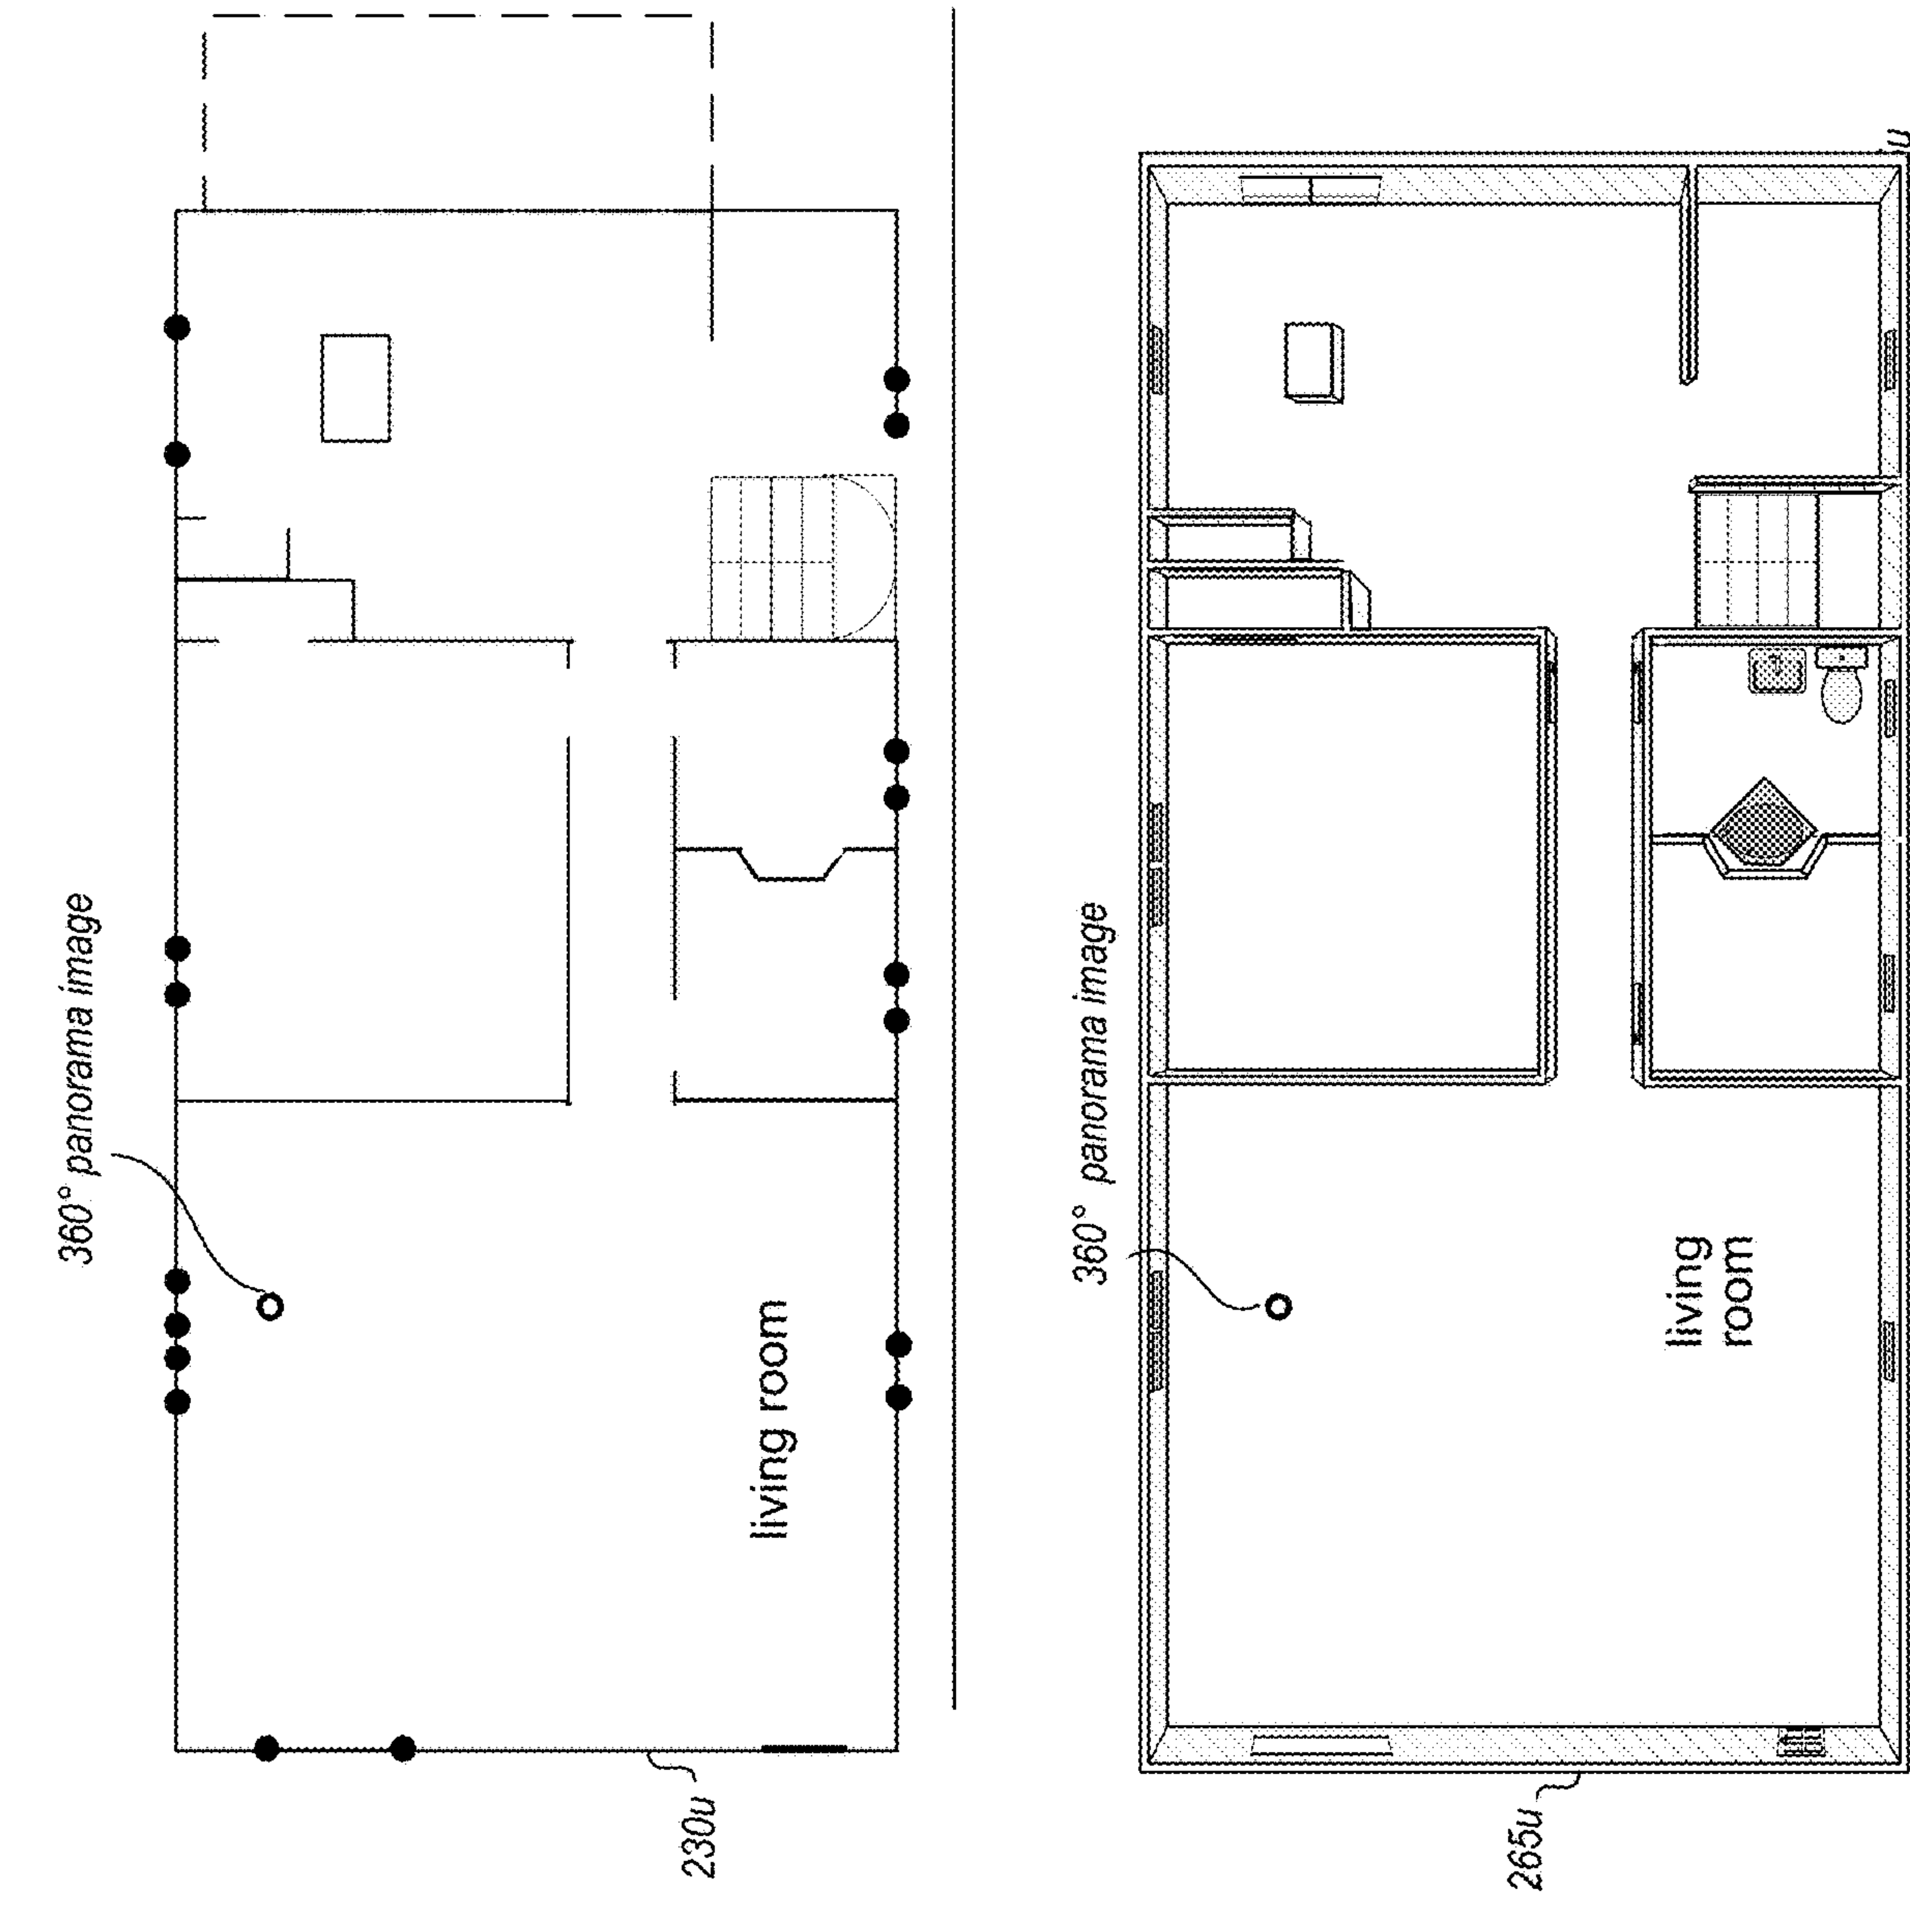 360° panorama image
living room
230u
360° panorama image
living
room
265u
u